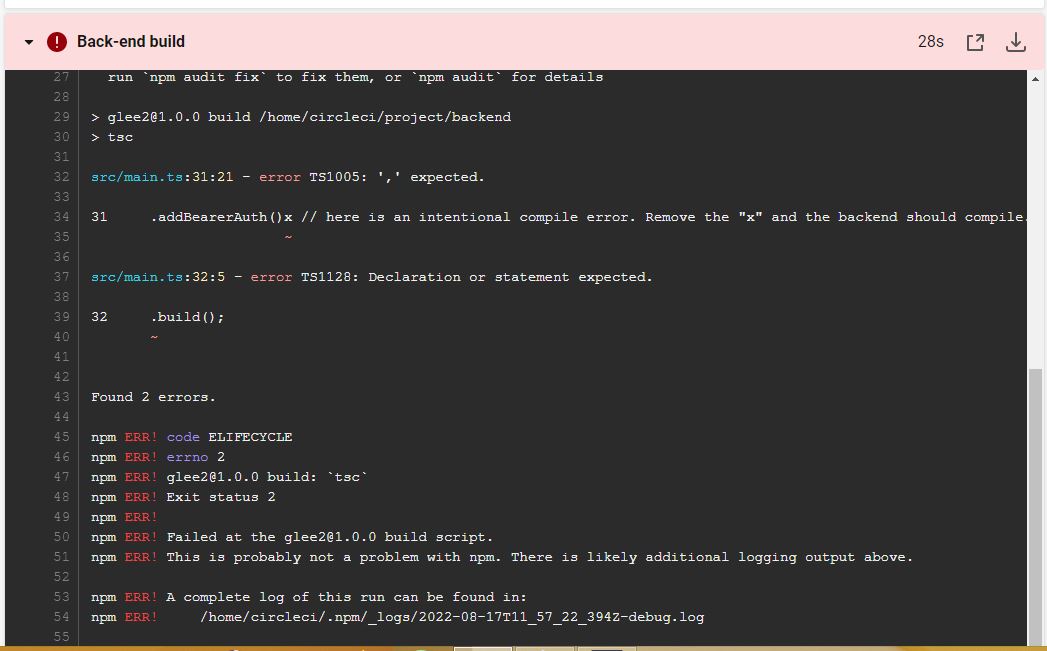 Back-end build 28s
27 run `npm audit fix` to fix them, or `npm audit` for details
28
29 > glee2@1.0.0 build /home/circleci/project/backend
30 > tsc
31
32 src/main.ts:31:21 - error TS1005: ',' expected.
33
34 31 .addBearerAuth()x // here is an intentional compile error. Remove the "x" and the backend should compile.
35 ~
36
37 src/main.ts:32:5 - error TS1128: Declaration or statement expected.
38
39 32 .build();
40 ~
41
42
43 Found 2 errors.
44
45 npm ERR! code ELIFECYCLE
46 npm ERR! errno 2
47 npm ERR! glee2@1.0.0 build: `tsc`
48 npm ERR! Exit status 2
49 npm ERR!
50 npm ERR! Failed at the glee2@1.0.0 build script.
51 npm ERR! This is probably not a problem with npm. There is likely additional logging output above.
52
53 npm ERR! A complete log of this run can be found in:
54 npm ERR! /home/circleci/.npm/_logs/2022-08-17T11_57_22_394Z-debug.log
55